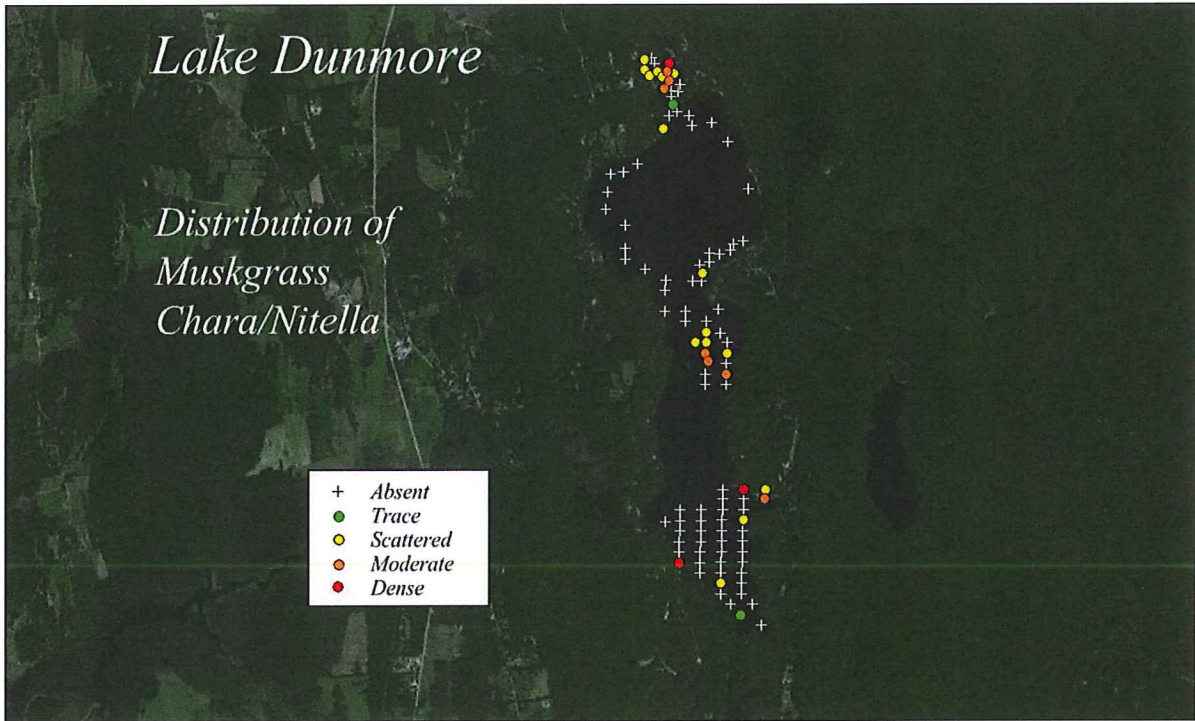 Lake Dunmore
Distribution of
Muskgrass
Chara/Nitella
Absent
Trace
Scattered
Moderate
Dense